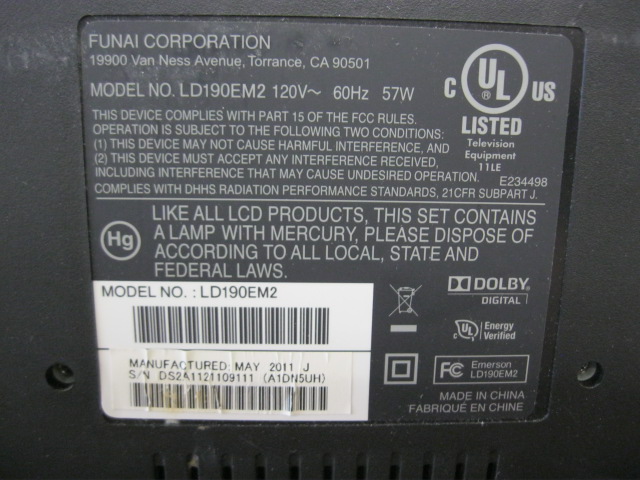 FUNAI CORPORATION
19900 Van Ness Avenue, Torrance, CA 90501
MODEL NO. LD190EM2 120V~ 60Hz 57W
THIS DEVICE COMPLIES WITH PART 15 OF THE FCC RULES.
OPERATION IS SUBJECT TO THE FOLLOWING TWO CONDITIONS:
(1) THIS DEVICE MAY NOT CAUSE HARMFUL INTERFERENCE, AND
(2) THIS DEVICE MUST ACCEPT ANY INTERFERENCE RECEIVED,
INCLUDING INTERFERENCE THAT MAY CAUSE UNDESIRED OPERATION.
COMPLIES WITH DHHS RADIATION PERFORMANCE STANDARDS, 21CFR SUBPART J.
C UL US
LISTED
Television
Equipment
11LE
E234498
Hg
LIKE ALL LCD PRODUCTS, THIS SET CONTAINS
A LAMP WITH MERCURY, PLEASE DISPOSE OF
ACCORDING TO ALL LOCAL, STATE AND
FEDERAL LAWS.
MODEL NO. : LD190EM2
MANUFACTURED: MAY 2011 J
S/N DS2A1121109111 (A1DN5UH)
DOLBY
DIGITAL
c UL
Energy
Verified
FC
Emerson
LD190EM2
MADE IN CHINA
FABRIQUÉ EN CHINE